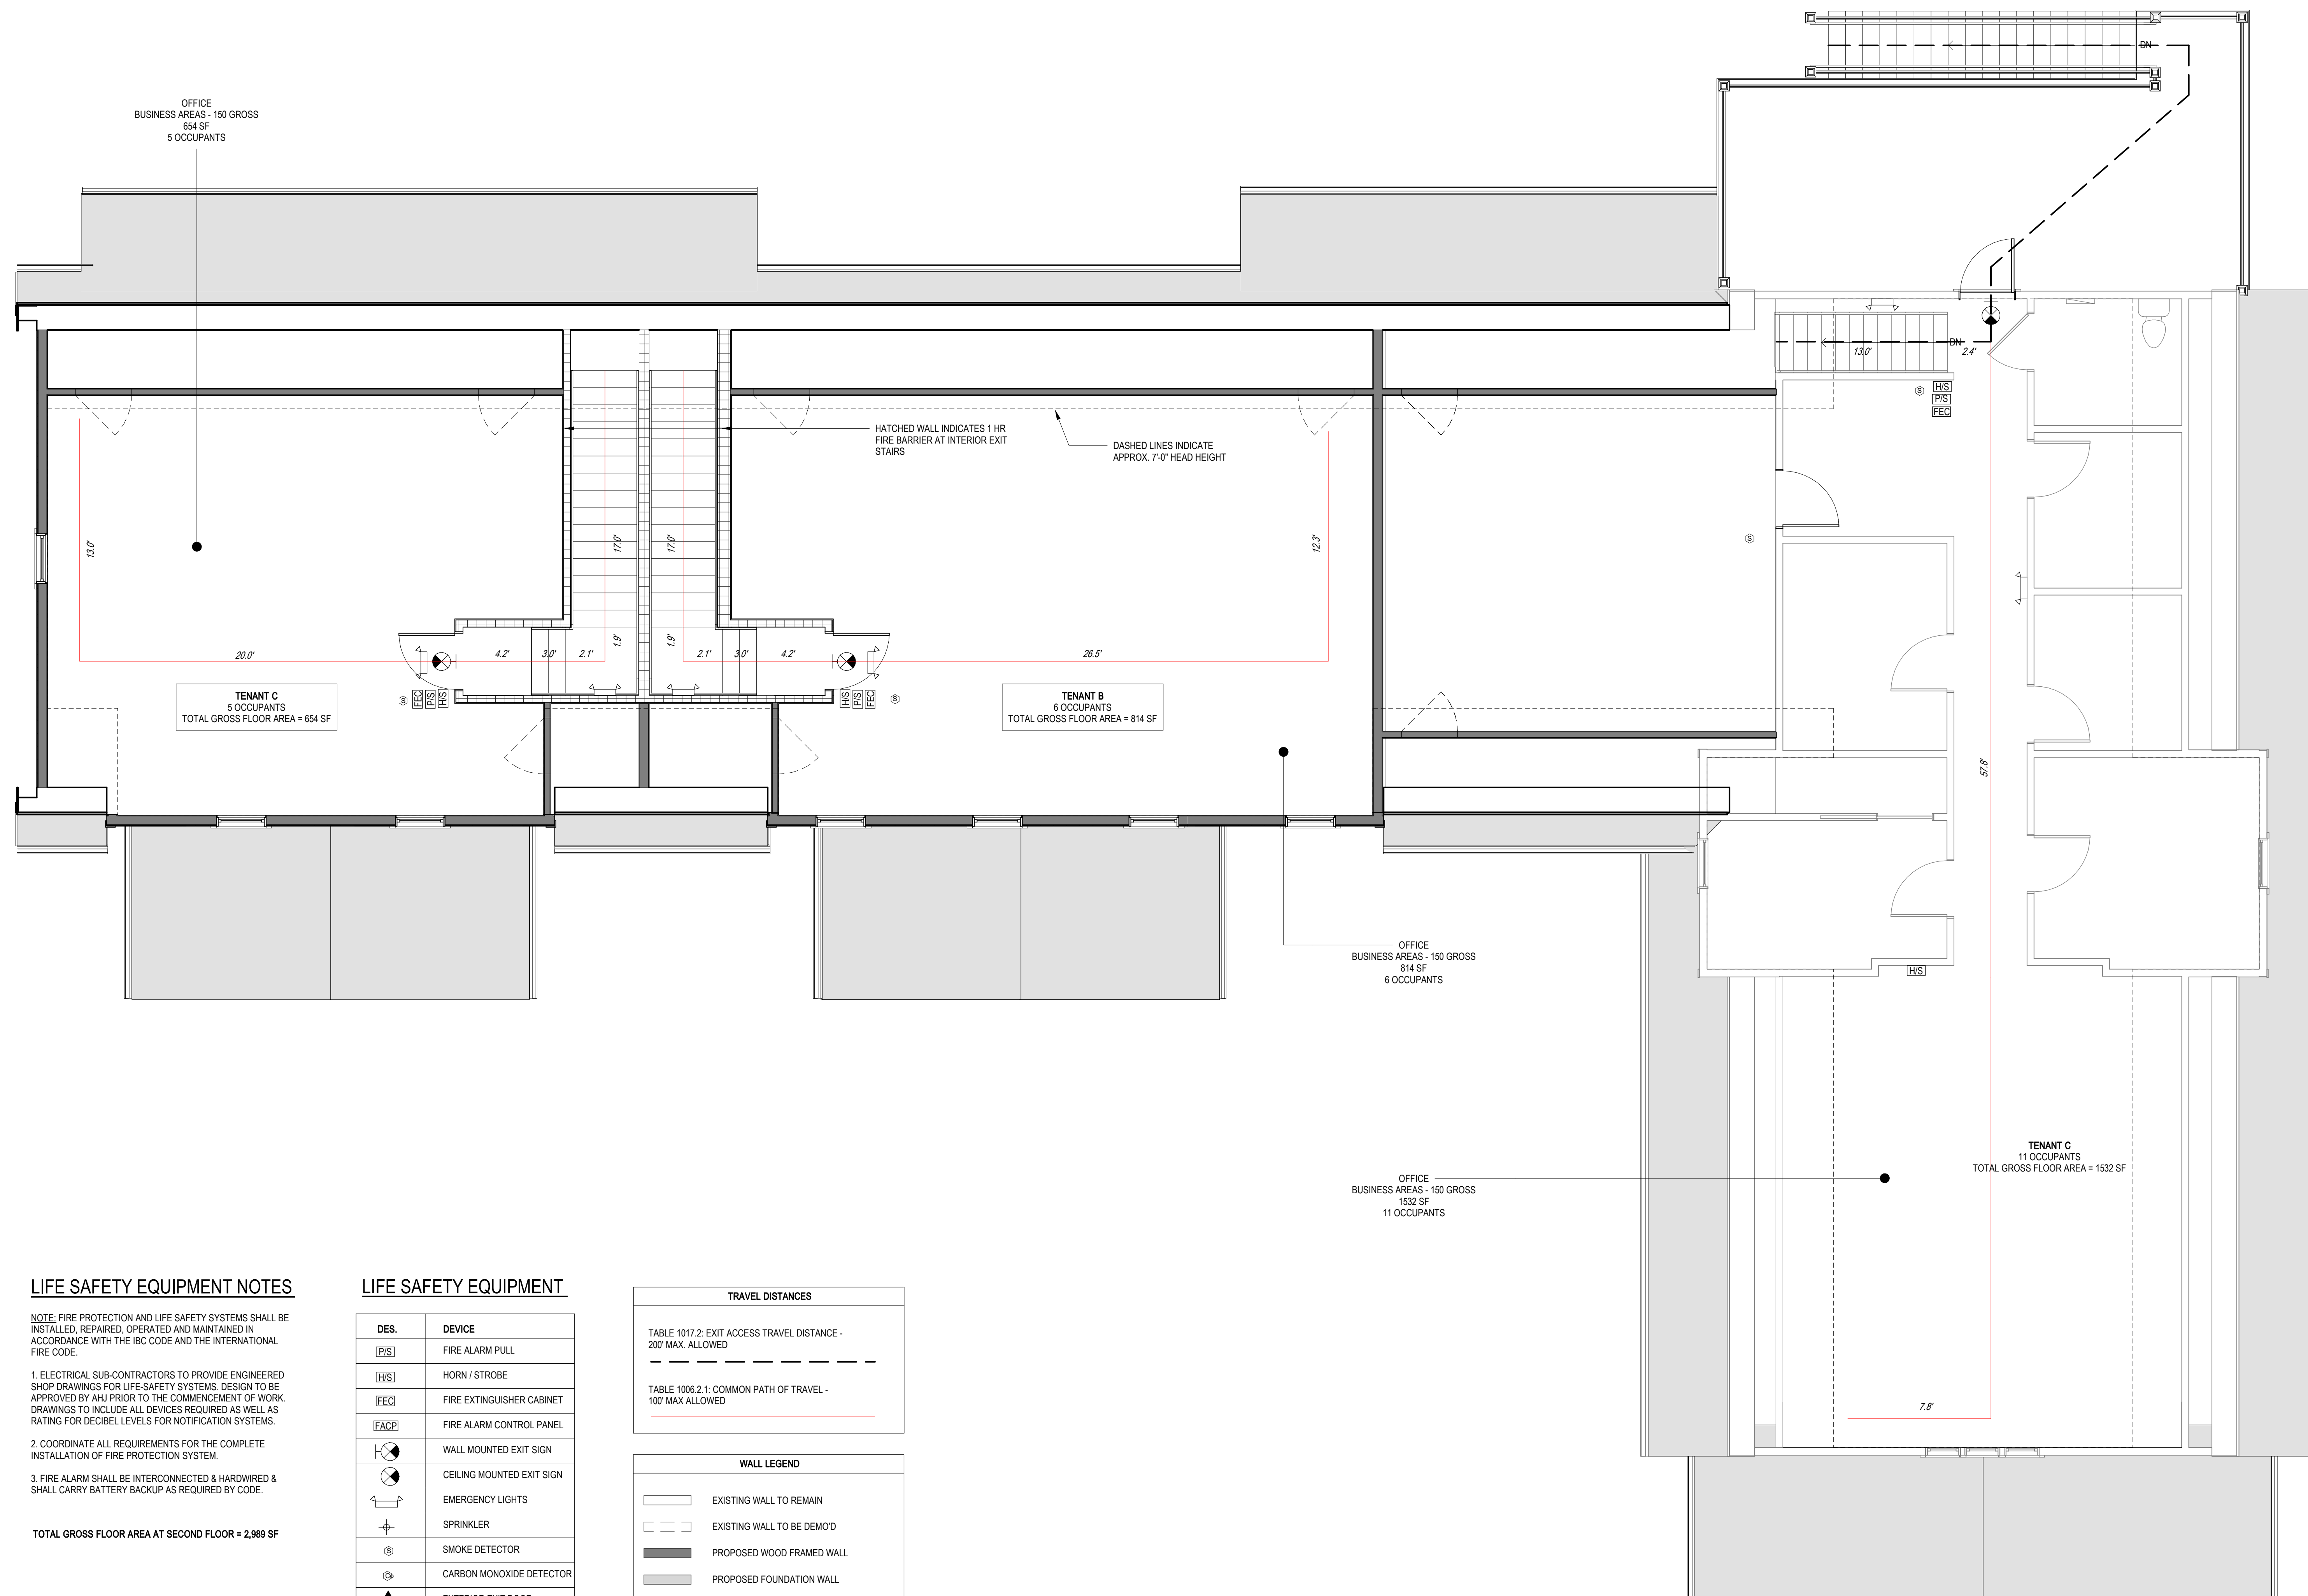 DN
OFFICE
BUSINESS AREAS - 150 GROSS
654 SF
5 OCCUPANTS
DN
13.0'
2.4'
H/S
P/S
FEC
S
HATCHED WALL INDICATES 1 HR
FIRE BARRIER AT INTERIOR EXIT
STAIRS
DASHED LINES INDICATE
APPROX. 7'-0" HEAD HEIGHT
13.0'
17.0'
17.0'
12.3'
S
20.0'
4.2'
3.0'
2.1'
1.9'
1.9'
2.1'
3.0'
4.2'
26.5'
S
FEC
P/S
H/S
H/S
P/S
FEC
S
TENANT C
5 OCCUPANTS
TOTAL GROSS FLOOR AREA = 654 SF
TENANT B
6 OCCUPANTS
TOTAL GROSS FLOOR AREA = 814 SF
57.8'
OFFICE
BUSINESS AREAS - 150 GROSS
814 SF
6 OCCUPANTS
H/S
TENANT C
11 OCCUPANTS
TOTAL GROSS FLOOR AREA = 1532 SF
OFFICE
BUSINESS AREAS - 150 GROSS
1532 SF
11 OCCUPANTS
7.8'
LIFE SAFETY EQUIPMENT NOTES
NOTE: FIRE PROTECTION AND LIFE SAFETY SYSTEMS SHALL BE
INSTALLED, REPAIRED, OPERATED AND MAINTAINED IN
ACCORDANCE WITH THE IBC CODE AND THE INTERNATIONAL
FIRE CODE.
1. ELECTRICAL SUB-CONTRACTORS TO PROVIDE ENGINEERED
SHOP DRAWINGS FOR LIFE-SAFETY SYSTEMS. DESIGN TO BE
APPROVED BY AHJ PRIOR TO THE COMMENCEMENT OF WORK.
DRAWINGS TO INCLUDE ALL DEVICES REQUIRED AS WELL AS
RATING FOR DECIBEL LEVELS FOR NOTIFICATION SYSTEMS.
2. COORDINATE ALL REQUIREMENTS FOR THE COMPLETE
INSTALLATION OF FIRE PROTECTION SYSTEM.
3. FIRE ALARM SHALL BE INTERCONNECTED & HARDWIRED &
SHALL CARRY BATTERY BACKUP AS REQUIRED BY CODE.
TOTAL GROSS FLOOR AREA AT SECOND FLOOR = 2,989 SF
LIFE SAFETY EQUIPMENT
DES. DEVICE
P/S FIRE ALARM PULL
H/S HORN / STROBE
FEC FIRE EXTINGUISHER CABINET
FACP FIRE ALARM CONTROL PANEL
WALL MOUNTED EXIT SIGN
CEILING MOUNTED EXIT SIGN
EMERGENCY LIGHTS
SPRINKLER
S SMOKE DETECTOR
CARBON MONOXIDE DETECTOR
EXTERIOR EXIT DOOR
TRAVEL DISTANCES
TABLE 1017.2: EXIT ACCESS TRAVEL DISTANCE -
200' MAX. ALLOWED
TABLE 1006.2.1: COMMON PATH OF TRAVEL -
100' MAX ALLOWED
WALL LEGEND
EXISTING WALL TO REMAIN
EXISTING WALL TO BE DEMO'D
PROPOSED WOOD FRAMED WALL
PROPOSED FOUNDATION WALL